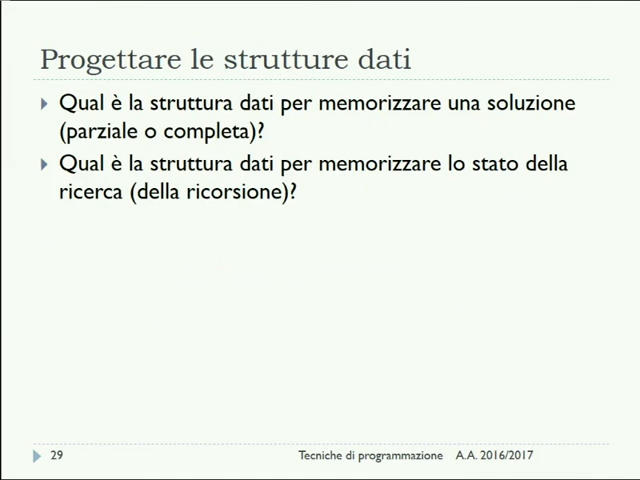 Progettare le strutture dati
Qual è la struttura dati per memorizzare una soluzione
(parziale o completa)?
Qual è la struttura dati per memorizzare lo stato della
ricerca (della ricorsione)?
29
Tecniche di programmazione A.A. 2016/2017